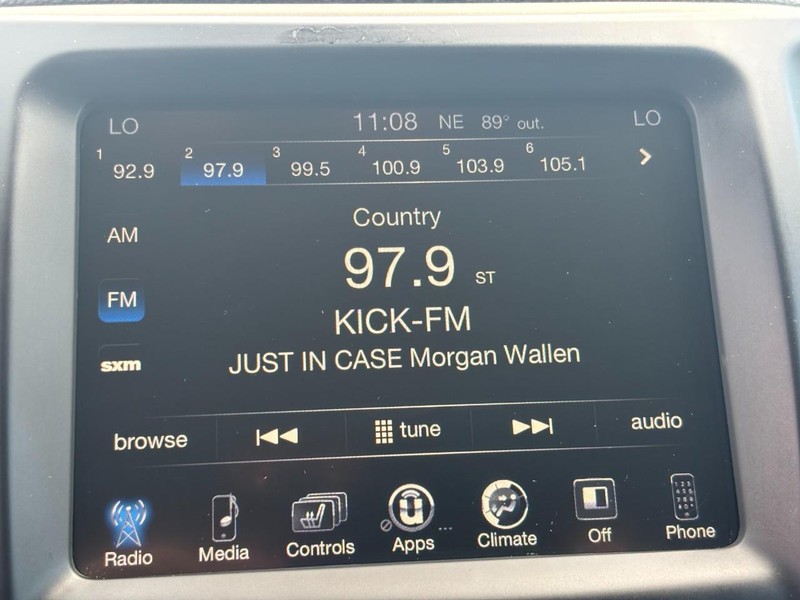 LO 11:08 NE 89° out. LO
1 92.9 2 97.9 3 99.5 4 100.9 5 103.9 6 105.1
Country
AM
97.9 ST
FM
KICK-FM
JUST IN CASE Morgan Wallen
sxm
browse tune audio
Radio Media Controls Apps Climate Off Phone